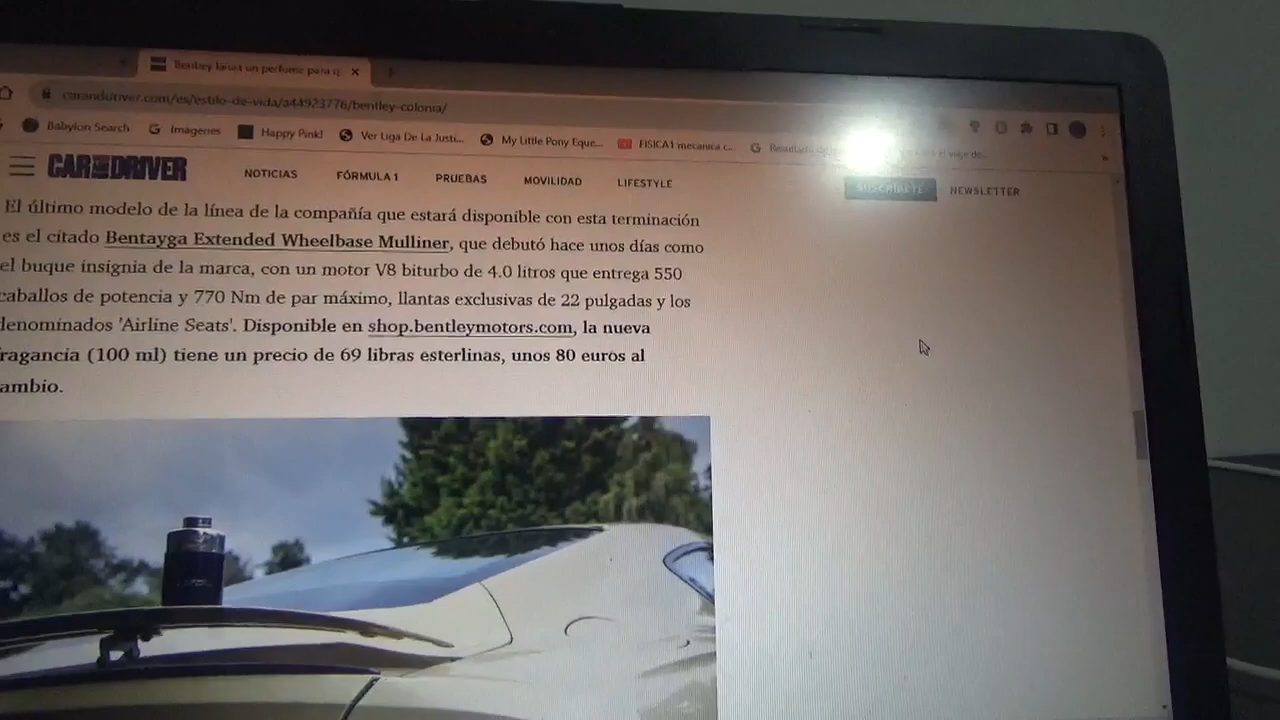 Bentley lanza un perfume para q
caranddriver.com/es/estilo-de-vida/a44923776/bentley-colonia/
Babylon Search
Imágenes
Happy Pink!
Ver Liga De La Justi...
My Little Pony Eque...
FISICA1 mecanica c...
CAR AND DRIVER
NOTICIAS
FÓRMULA 1
PRUEBAS
MOVILIDAD
LIFESTYLE
SUSCRÍBETE
NEWSLETTER
El último modelo de la línea de la compañía que estará disponible con esta terminación
es el citado Bentayga Extended Wheelbase Mulliner, que debutó hace unos días como
el buque insignia de la marca, con un motor V8 biturbo de 4.0 litros que entrega 550
caballos de potencia y 770 Nm de par máximo, llantas exclusivas de 22 pulgadas y los
denominados 'Airline Seats'. Disponible en shop.bentleymotors.com, la nueva
ragancia (100 ml) tiene un precio de 69 libras esterlinas, unos 80 euros al
ambio.